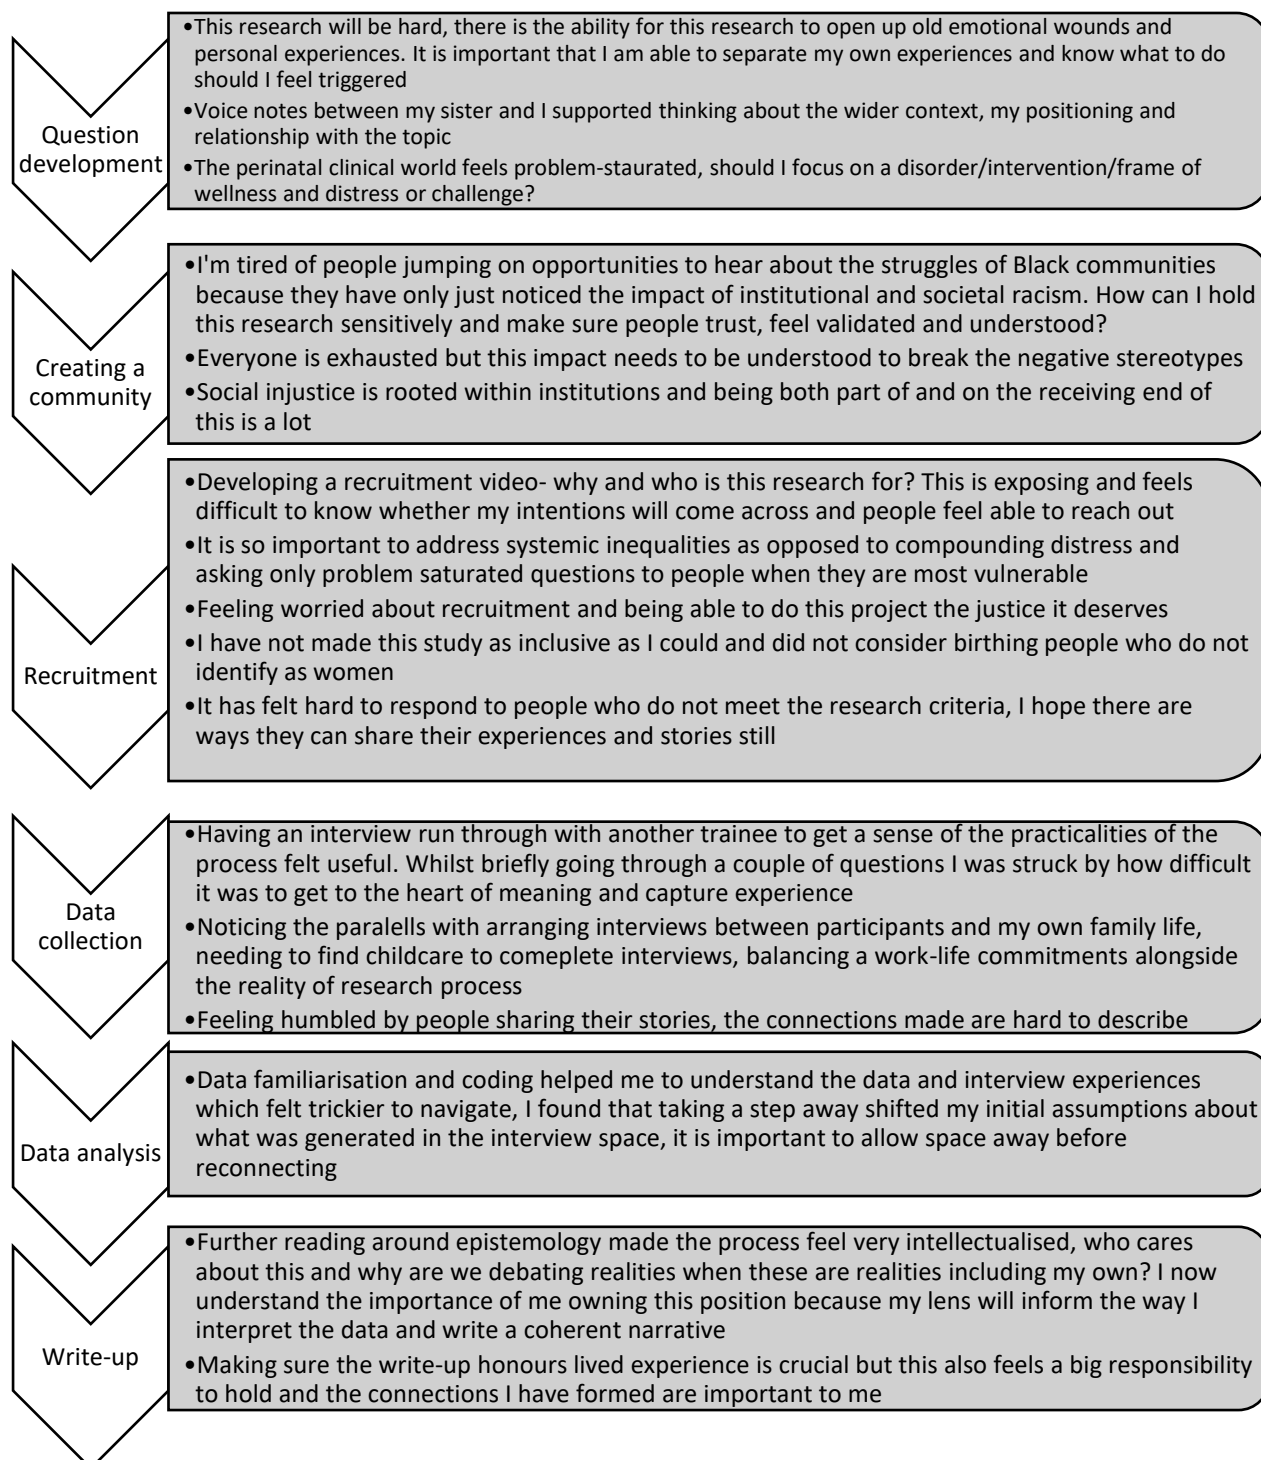 Question
development
•This research will be hard, there is the ability for this research to open up old emotional wounds and
personal experiences. It is important that I am able to separate my own experiences and know what to do
should I feel triggered
•Voice notes between my sister and I supported thinking about the wider context, my positioning and
relationship with the topic
•The perinatal clinical world feels problem-staurated, should I focus on a disorder/intervention/frame of
wellness and distress or challenge?
Creating a
community
•I'm tired of people jumping on opportunities to hear about the struggles of Black communities
because they have only just noticed the impact of institutional and societal racism. How can I hold
this research sensitively and make sure people trust, feel validated and understood?
•Everyone is exhausted but this impact needs to be understood to break the negative stereotypes
•Social injustice is rooted within institutions and being both part of and on the receiving end of
this is a lot
Recruitment
•Developing a recruitment video- why and who is this research for? This is exposing and feels
difficult to know whether my intentions will come across and people feel able to reach out
•It is so important to address systemic inequalities as opposed to compounding distress and
asking only problem saturated questions to people when they are most vulnerable
•Feeling worried about recruitment and being able to do this project the justice it deserves
•I have not made this study as inclusive as I could and did not consider birthing people who do not
identify as women
•It has felt hard to respond to people who do not meet the research criteria, I hope there are
ways they can share their experiences and stories still
Data
collection
•Having an interview run through with another trainee to get a sense of the practicalities of the
process felt useful. Whilst briefly going through a couple of questions I was struck by how difficult
it was to get to the heart of meaning and capture experience
•Noticing the paralells with arranging interviews between participants and my own family life,
needing to find childcare to comeplete interviews, balancing a work-life commitments alongside
the reality of research process
•Feeling humbled by people sharing their stories, the connections made are hard to describe
Data analysis
•Data familiarisation and coding helped me to understand the data and interview experiences
which felt trickier to navigate, I found that taking a step away shifted my initial assumptions about
what was generated in the interview space, it is important to allow space away before
reconnecting
Write-up
•Further reading around epistemology made the process feel very intellectualised, who cares
about this and why are we debating realities when these are realities including my own? I now
understand the importance of me owning this position because my lens will inform the way I
interpret the data and write a coherent narrative
•Making sure the write-up honours lived experience is crucial but this also feels a big responsibility
to hold and the connections I have formed are important to me